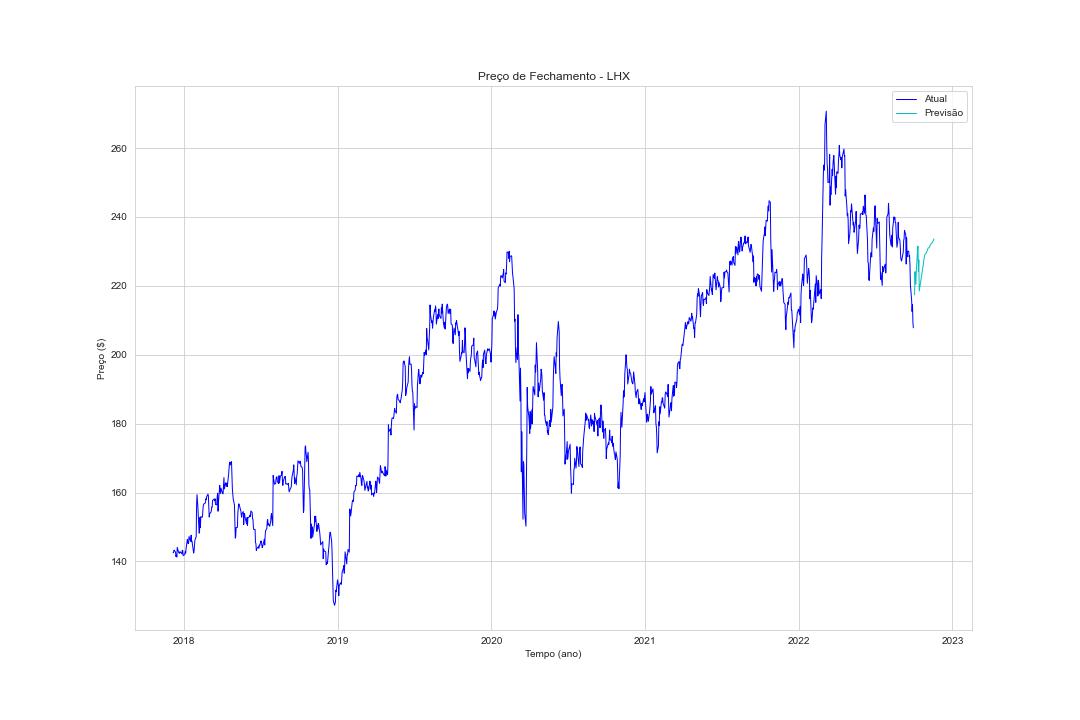 Preço de Fechamento - LHX
Atual
Previsão
260
240
220
200
180
160
140
Preço ($)
2018
2019
2020
2021
2022
2023
Tempo (ano)